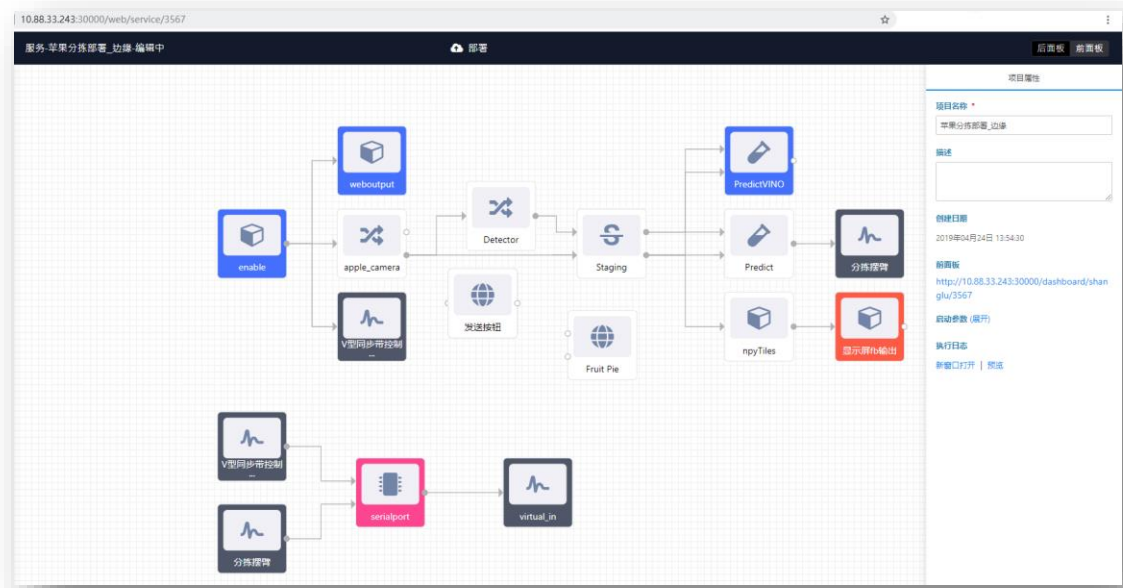 10.88.33.243:30000/web/service/3567
服务-苹果分拣部署_边缘-编辑中
部署
后面板 前面板
项目属性
项目名称 *
苹果分拣部署_边缘
描述
创建日期
2019年04月24日 13:54:30
前面板
http://10.88.33.243:30000/dashboard/shan
glu/3567
启动参数 (展开)
执行日志
新窗口打开 | 预览
weboutput
PredictVINO
Detector
enable
apple_camera
Staging
Predict
分拣摆臂
发送按钮
V型同步带控制
...
Fruit Pie
npyTiles
显示屏fb输出
V型同步带控制
...
serialport
virtual_in
分拣摆臂